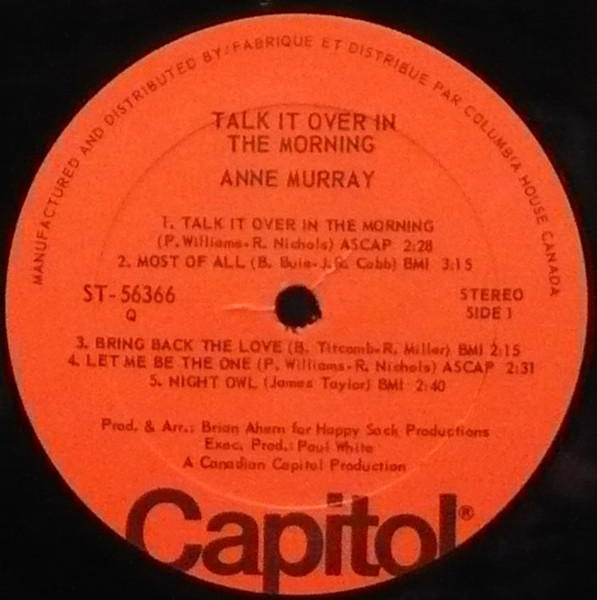 MANUFACTURED AND DISTRIBUTED BY/FABRIQUE ET DISTRIBUE PAR COLUMBIA HOUSE CANADA
TALK IT OVER IN
THE MORNING
ANNE MURRAY
1. TALK IT OVER IN THE MORNING
(P. Williams-R. Nichols) ASCAP 2:28
2. MOST OF ALL (B. Buie-J.R. Cobb) BMI 3:15
ST-56366
Q
STEREO
SIDE 1
3. BRING BACK THE LOVE (B. Titcomb-R. Miller) BMI 2:15
4. LET ME BE THE ONE (P. Williams-R. Nichols) ASCAP 2:31
5. NIGHT OWL (James Taylor) BMI 2:40
Prod. & Arr.: Brian Ahern for Happy Sack Productions
Exec. Prod.: Paul White
A Canadian Capitol Production
Capitol®